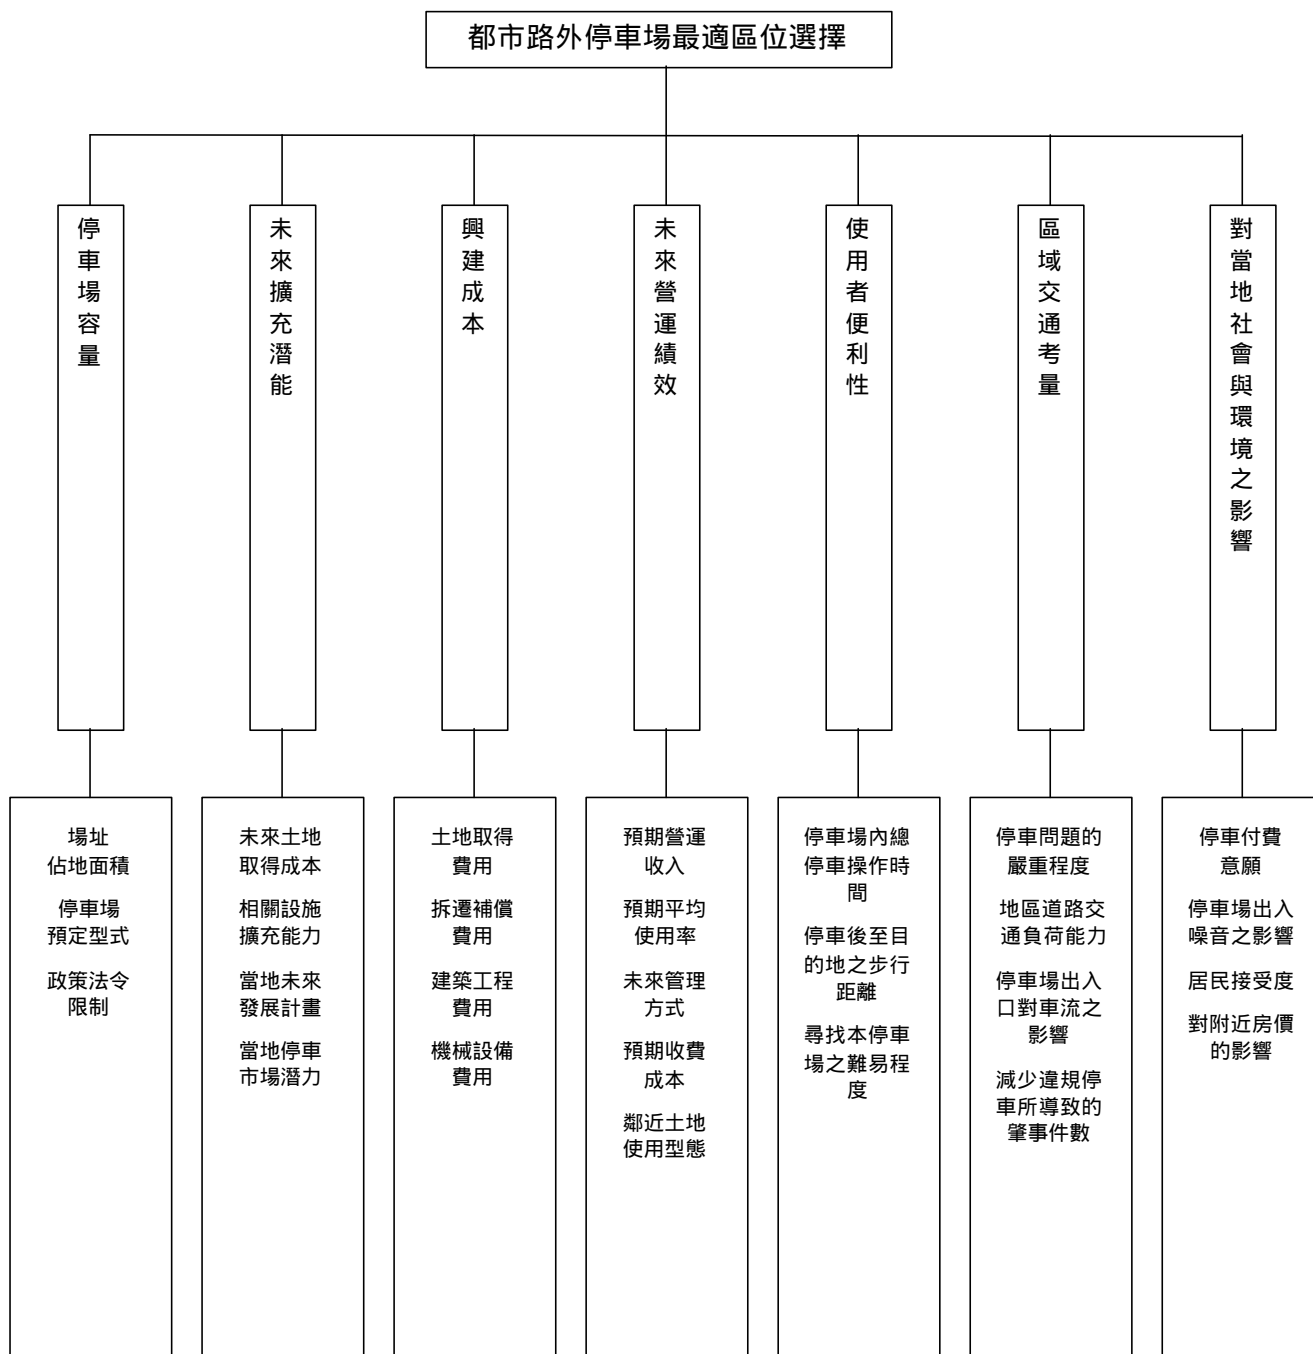 都市路外停車場最適區位選擇
停車場容量
未來擴充潛能
興建成本
未來營運績效
使用者便利性
區域交通考量
對當地社會與環境之影響
場址
佔地面積
停車場
預定型式
政策法令
限制
未來土地
取得成本
相關設施
擴充能力
當地未來
發展計畫
當地停車
市場潛力
土地取得
費用
拆遷補償
費用
建築工程
費用
機械設備
費用
預期營運
收入
預期平均
使用率
未來管理
方式
預期收費
成本
鄰近土地
使用型態
停車場內總
停車操作時
間
停車後至目
的地之步行
距離
尋找本停車
場之難易程
度
停車問題的
嚴重程度
地區道路交
通負荷能力
停車場出入
口對車流之
影響
減少違規停
車所導致的
肇事件數
停車付費
意願
停車場出入
噪音之影響
居民接受度
對附近房價
的影響